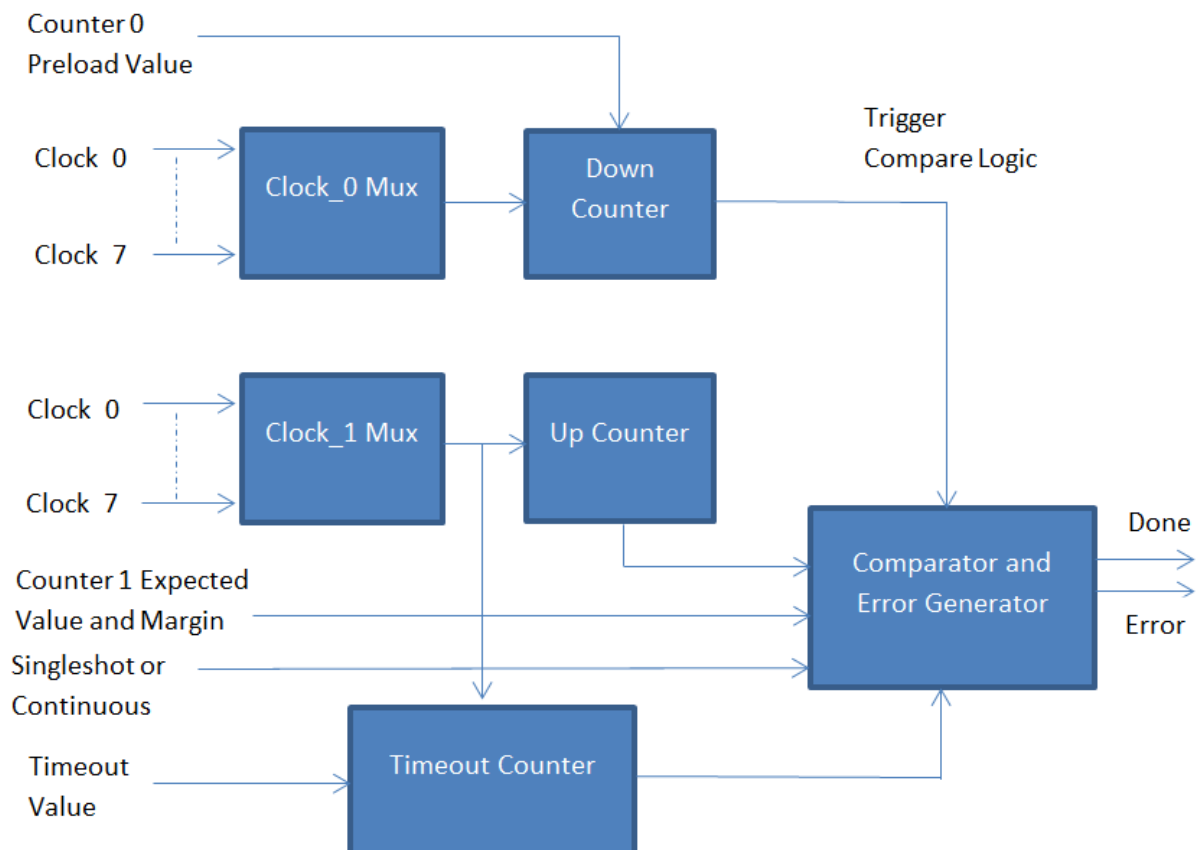 Counter 0
Preload Value
Trigger
Compare Logic
Clock 0
Clock_0 Mux
Down
Counter
Clock 7
Clock 0
Clock_1 Mux
Up Counter
Clock 7
Done
Comparator and
Error Generator
Error
Counter 1 Expected
Value and Margin
Singleshot or
Continuous
Timeout
Value
Timeout Counter